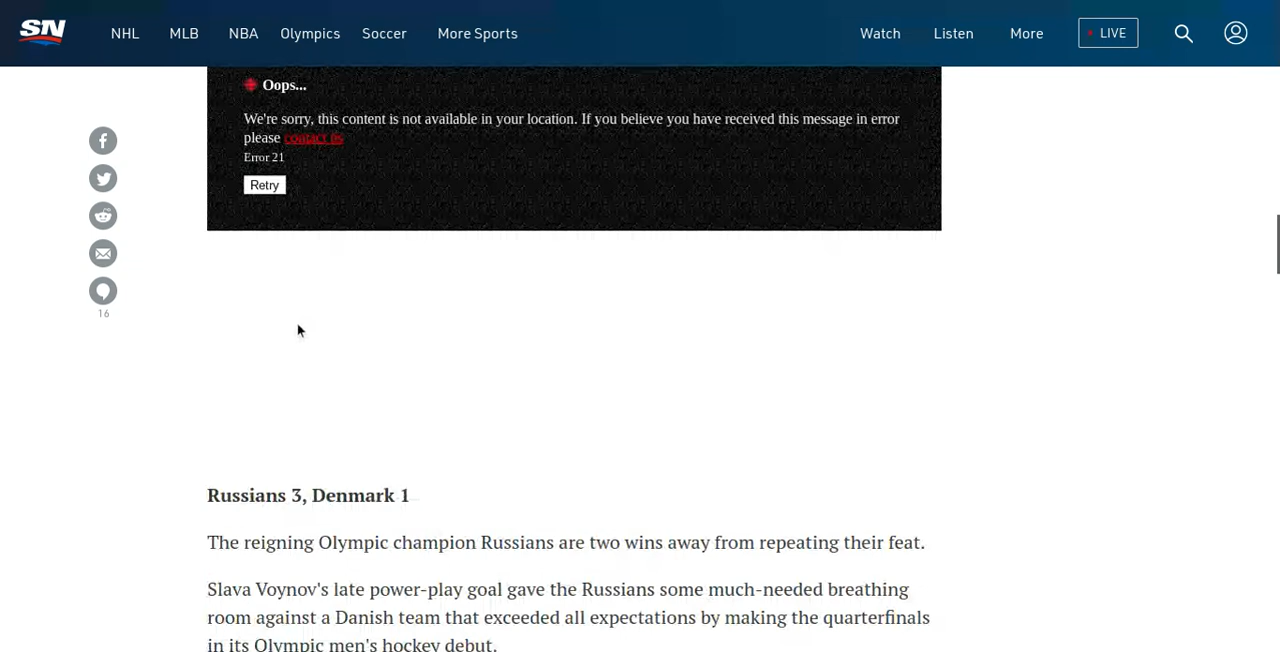 SN NHL MLB NBA Olympics Soccer More Sports Watch Listen More LIVE
Oops...
We're sorry, this content is not available in your location. If you believe you have received this message in error
please contact us
Error 21
Retry
16
Russians 3, Denmark 1
The reigning Olympic champion Russians are two wins away from repeating their feat.
Slava Voynov's late power-play goal gave the Russians some much-needed breathing
room against a Danish team that exceeded all expectations by making the quarterfinals
in its Olympic men's hockey debut.